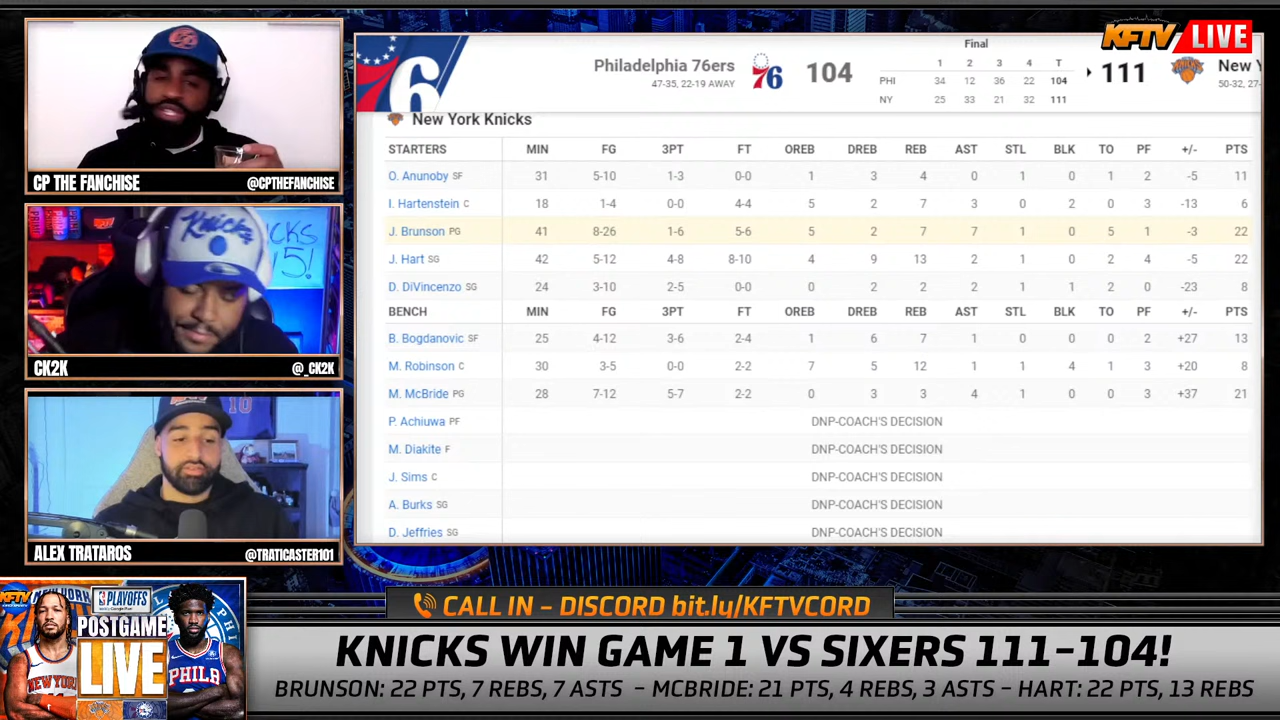 KFTV LIVE
CP THE FANCHISE @CPTHEFANCHISE
Knicks
CK2K @_CK2K
ALEX TRATAROS @TRATICASTER101
Final
Philadelphia 76ers 76 104 1 2 3 4 T 111 New Y
47-35, 22-19 AWAY PHI 34 12 36 22 104 50-32, 27-
NY 25 33 21 32 111
New York Knicks
STARTERS MIN FG 3PT FT OREB DREB REB AST STL BLK TO PF +/- PTS
O. Anunoby SF 31 5-10 1-3 0-0 1 3 4 0 1 0 1 2 -5 11
I. Hartenstein C 18 1-4 0-0 4-4 5 2 7 3 0 2 0 3 -13 6
J. Brunson PG 41 8-26 1-6 5-6 5 2 7 7 1 0 5 1 -3 22
J. Hart SG 42 5-12 4-8 8-10 4 9 13 2 1 0 2 4 -5 22
D. DiVincenzo SG 24 3-10 2-5 0-0 0 2 2 2 1 1 2 0 -23 8
BENCH MIN FG 3PT FT OREB DREB REB AST STL BLK TO PF +/- PTS
B. Bogdanovic SF 25 4-12 3-6 2-4 1 6 7 1 0 0 0 2 +27 13
M. Robinson C 30 3-5 0-0 2-2 7 5 12 1 1 4 1 3 +20 8
M. McBride PG 28 7-12 5-7 2-2 0 3 3 4 1 0 0 3 +37 21
P. Achiuwa PF DNP-COACH'S DECISION
M. Diakite F DNP-COACH'S DECISION
J. Sims C DNP-COACH'S DECISION
A. Burks SG DNP-COACH'S DECISION
D. Jeffries SG DNP-COACH'S DECISION
CALL IN - DISCORD bit.ly/KFTVCORD
PLAYOFFS
POSTGAME
LIVE
NEW YORK
PHILA
KNICKS WIN GAME 1 VS SIXERS 111-104!
BRUNSON: 22 PTS, 7 REBS, 7 ASTS - MCBRIDE: 21 PTS, 4 REBS, 3 ASTS - HART: 22 PTS, 13 REBS